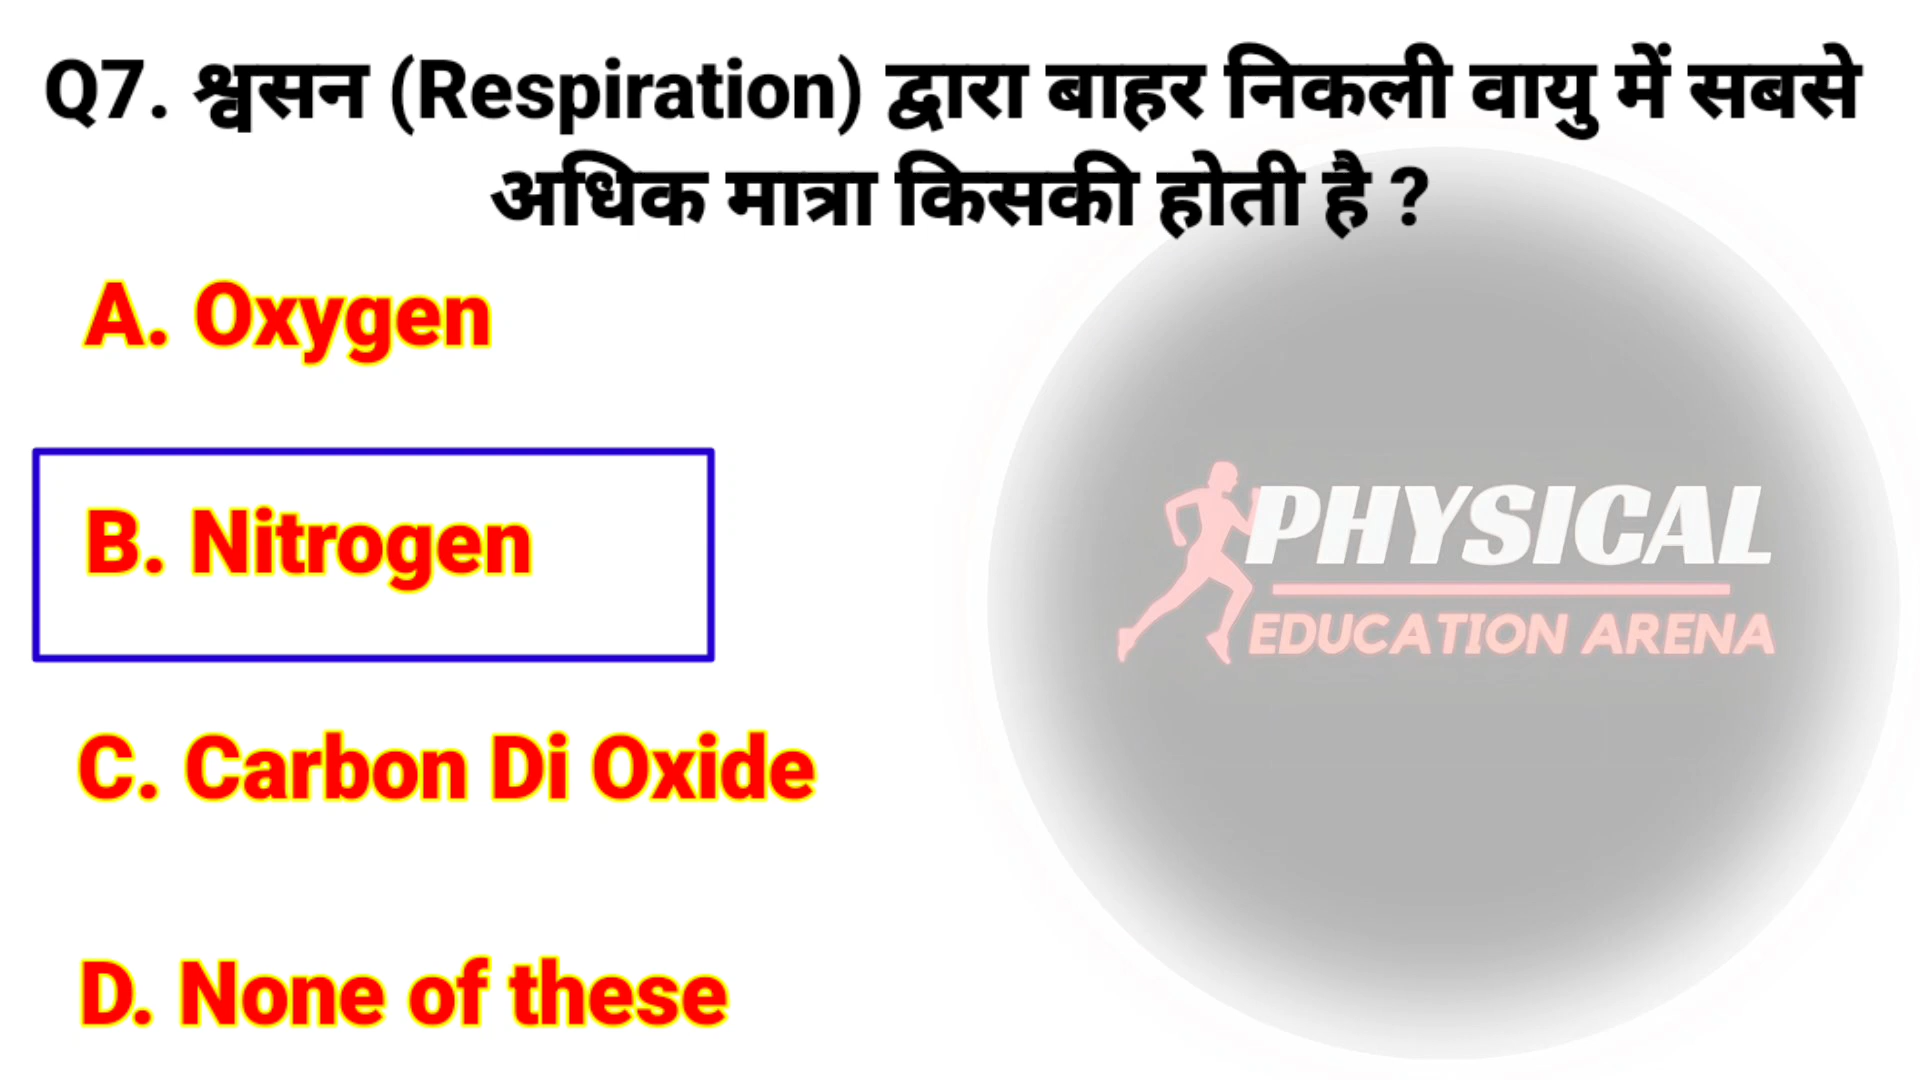 Q7. श्वसन (Respiration) द्वारा बाहर निकली वायु में सबसे
अधिक मात्रा किसकी होती है ?
A. Oxygen
B. Nitrogen
C. Carbon Di Oxide
D. None of these
PHYSICAL
EDUCATION ARENA